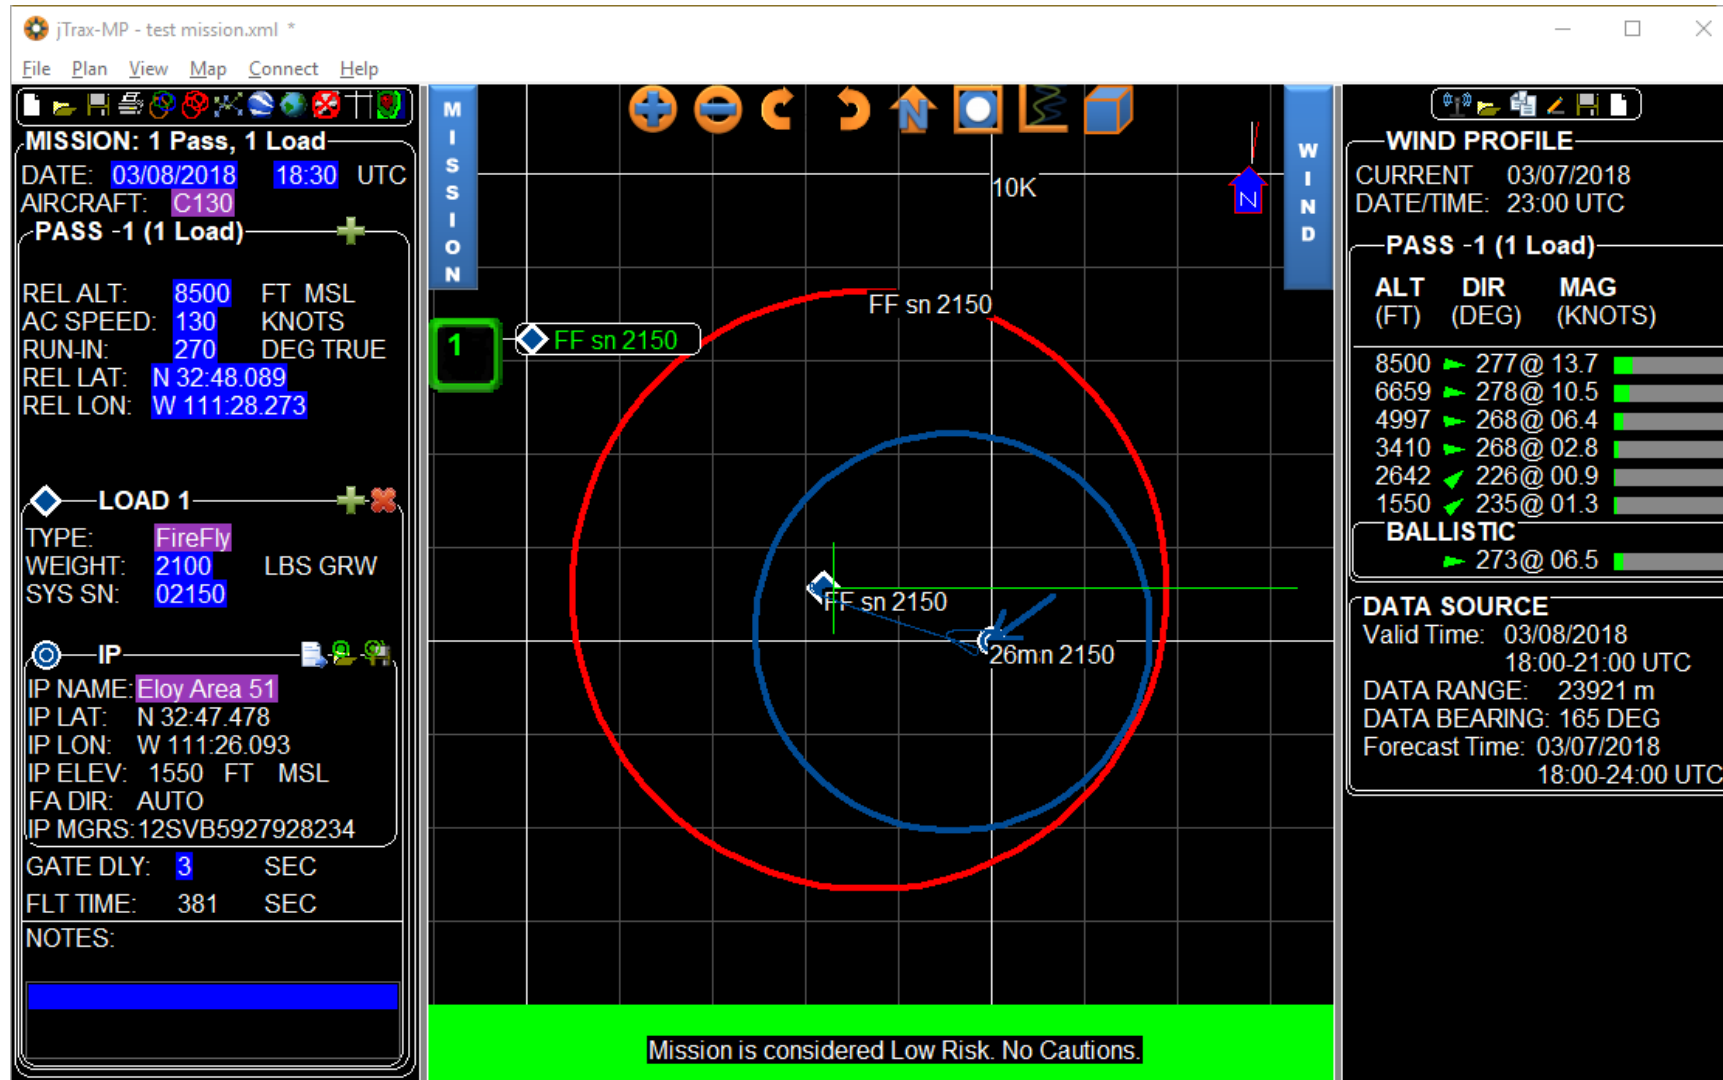 jTrax-MP - test mission.xml *
File Plan View Map Connect Help
MISSION: 1 Pass, 1 Load
DATE: 03/08/2018 18:30 UTC
AIRCRAFT: C130
PASS -1 (1 Load)
REL ALT: 8500 FT MSL
AC SPEED: 130 KNOTS
RUN-IN: 270 DEG TRUE
REL LAT: N 32:48.089
REL LON: W 111:28.273
LOAD 1
TYPE: FireFly
WEIGHT: 2100 LBS GRW
SYS SN: 02150
IP
IP NAME: Eloy Area 51
IP LAT: N 32:47.478
IP LON: W 111:26.093
IP ELEV: 1550 FT MSL
FA DIR: AUTO
IP MGRS: 12SVB5927928234
GATE DLY: 3 SEC
FLT TIME: 381 SEC
NOTES:
MISSION
10K
N
FF sn 2150
1
FF sn 2150
FF sn 2150
2150
Mission is considered Low Risk. No Cautions.
WIND
WIND PROFILE
CURRENT 03/07/2018
DATE/TIME: 23:00 UTC
PASS -1 (1 Load)
ALT DIR MAG
(FT) (DEG) (KNOTS)
8500 277@ 13.7
6659 278@ 10.5
4997 268@ 06.4
3410 268@ 02.8
2642 226@ 00.9
1550 235@ 01.3
BALLISTIC
273@ 06.5
DATA SOURCE
Valid Time: 03/08/2018
18:00-21:00 UTC
DATA RANGE: 23921 m
DATA BEARING: 165 DEG
Forecast Time: 03/07/2018
18:00-24:00 UTC